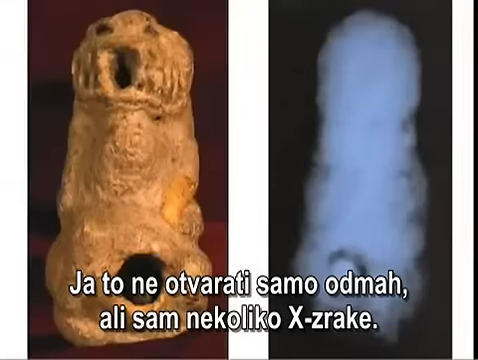 Ja to ne otvarati samo odmah,
ali sam nekoliko X-zrake.